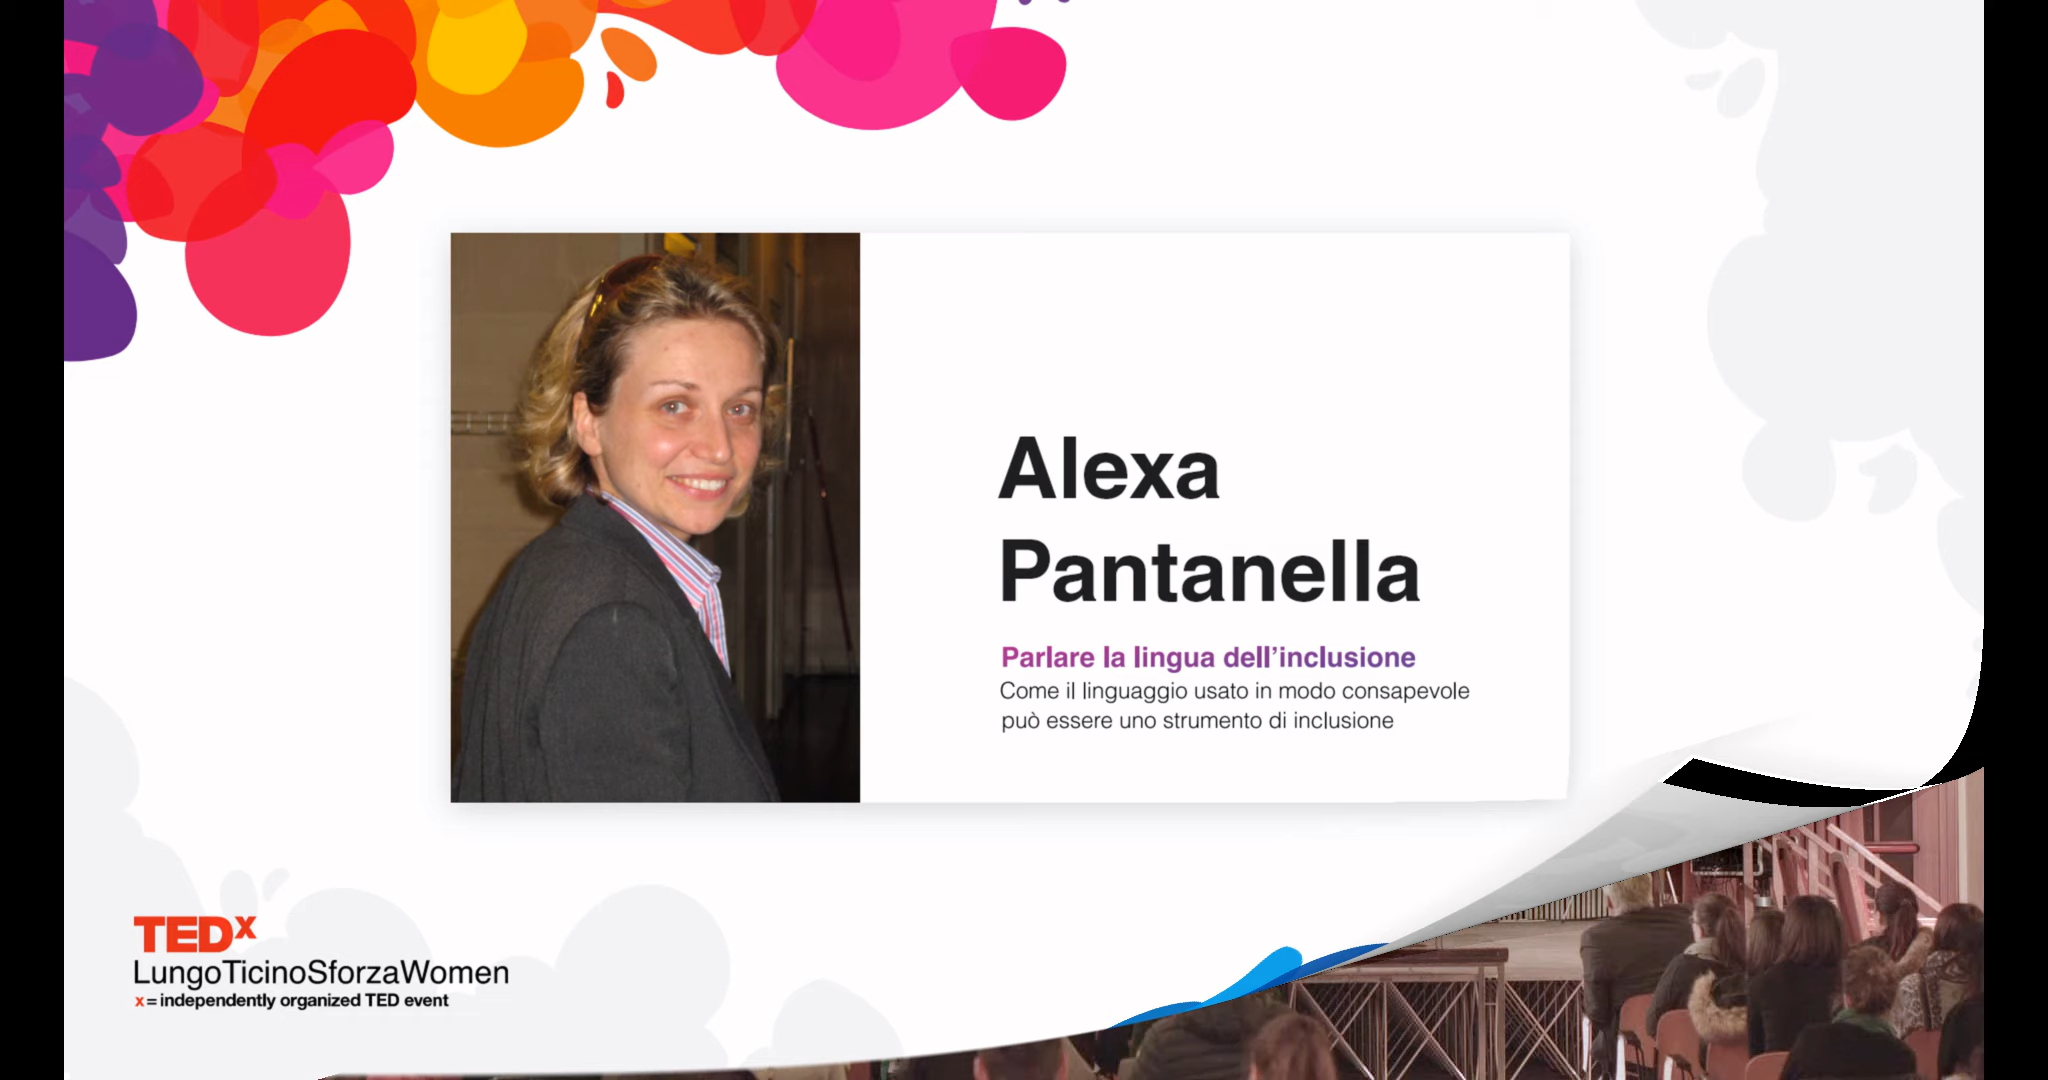 Alexa
Pantanella
Parlare la lingua dell’inclusione
Come il linguaggio usato in modo consapevole
può essere uno strumento di inclusione
TEDx
LungoTicinoSforzaWomen
x = independently organized TED event